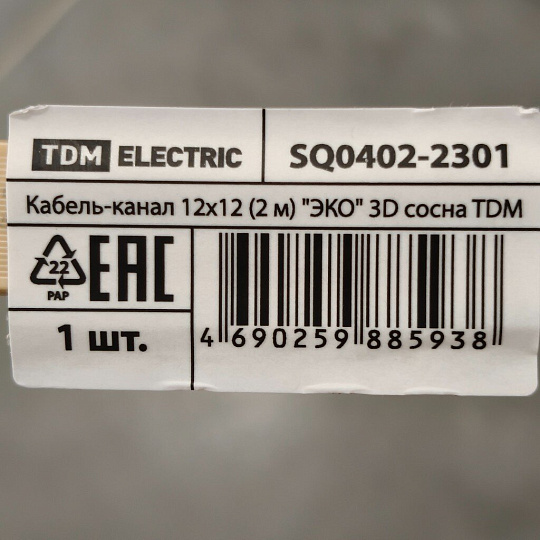 TDM ELECTRIC
SQ0402-2301
Кабель-канал 12x12 (2 м) "ЭКО" 3D сосна TDM
22
PAP
EAC
1 шт.
4 690259 885938